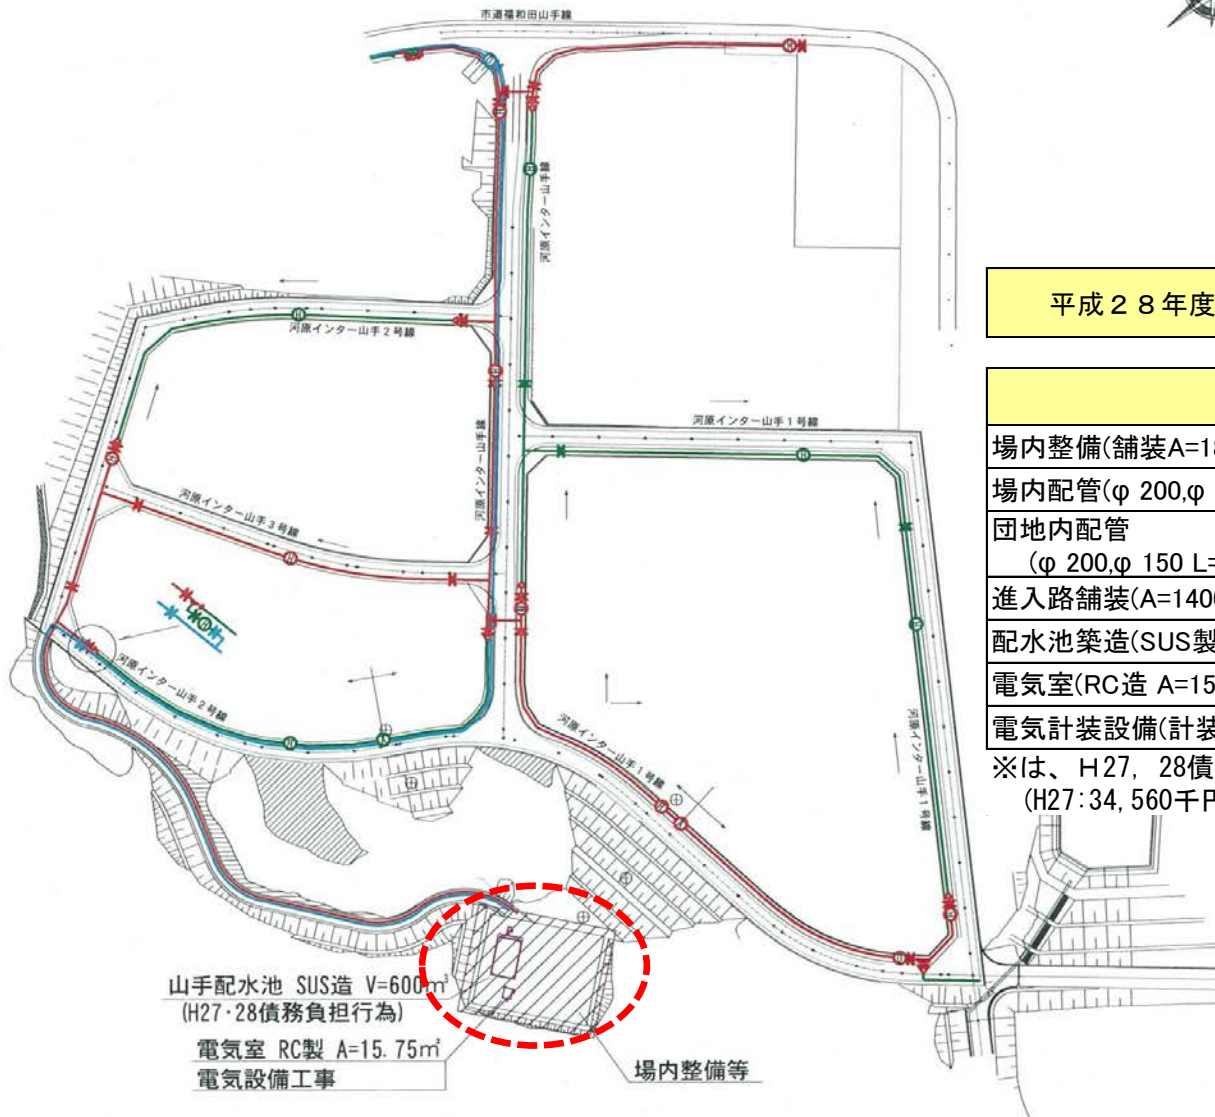 市道福和田山手線
河原インター山手線
河原インター山手2号線
河原インター山手線
河原インター山手1号線
河原インター山手3号線
河原インター山手2号線
河原インター山手1号線
河原インター山手1号線
平成２８年度
場内整備(舗装A=18
場内配管(φ 200,φ
団地内配管
(φ 200,φ 150 L=
進入路舗装(A=1400
配水池築造(SUS製
電気室(RC造 A=15
電気計装設備(計装
※は、H27，28債
(H27:34,560千円
山手配水池 SUS造 V=600㎥
(H27・28債務負担行為)
電気室 RC製 A=15.75㎡
電気設備工事
場内整備等